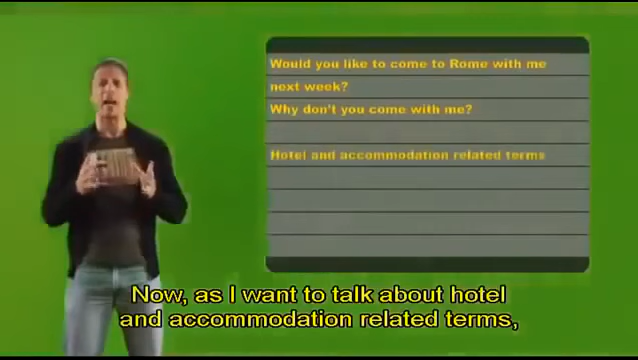 Would you like to come to Rome with me
next week?
Why don't you come with me?
Hotel and accommodation related terms
Now, as I want to talk about hotel
and accommodation related terms,